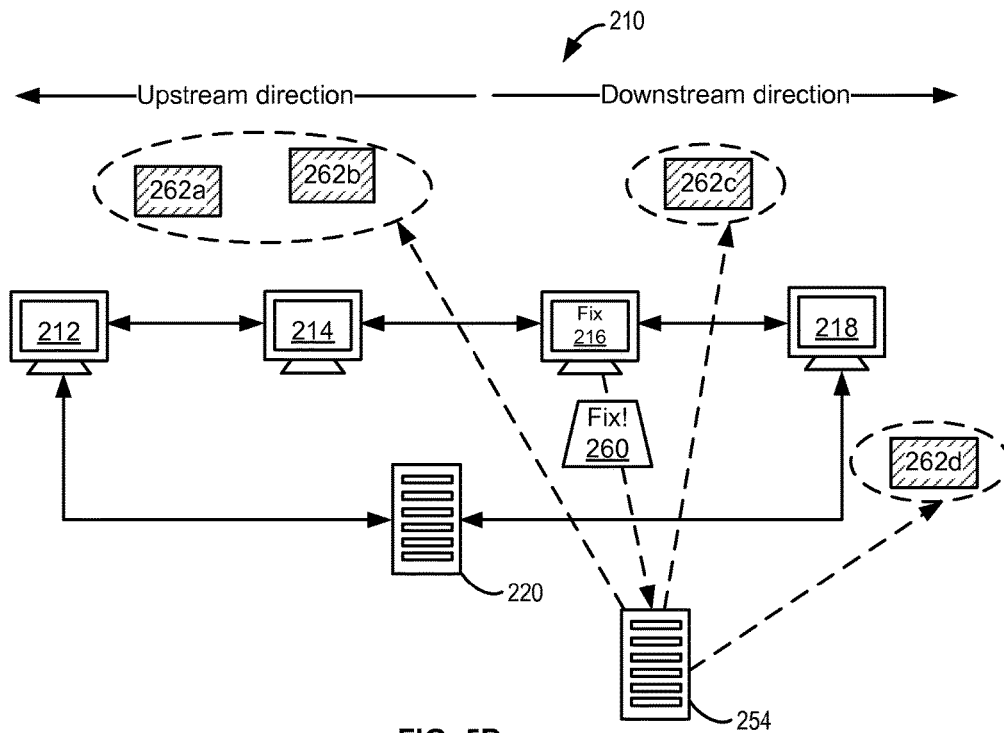 210
Upstream direction
Downstream direction
262a
262b
262c
212
214
Fix
216
218
Fix!
260
262d
220
254